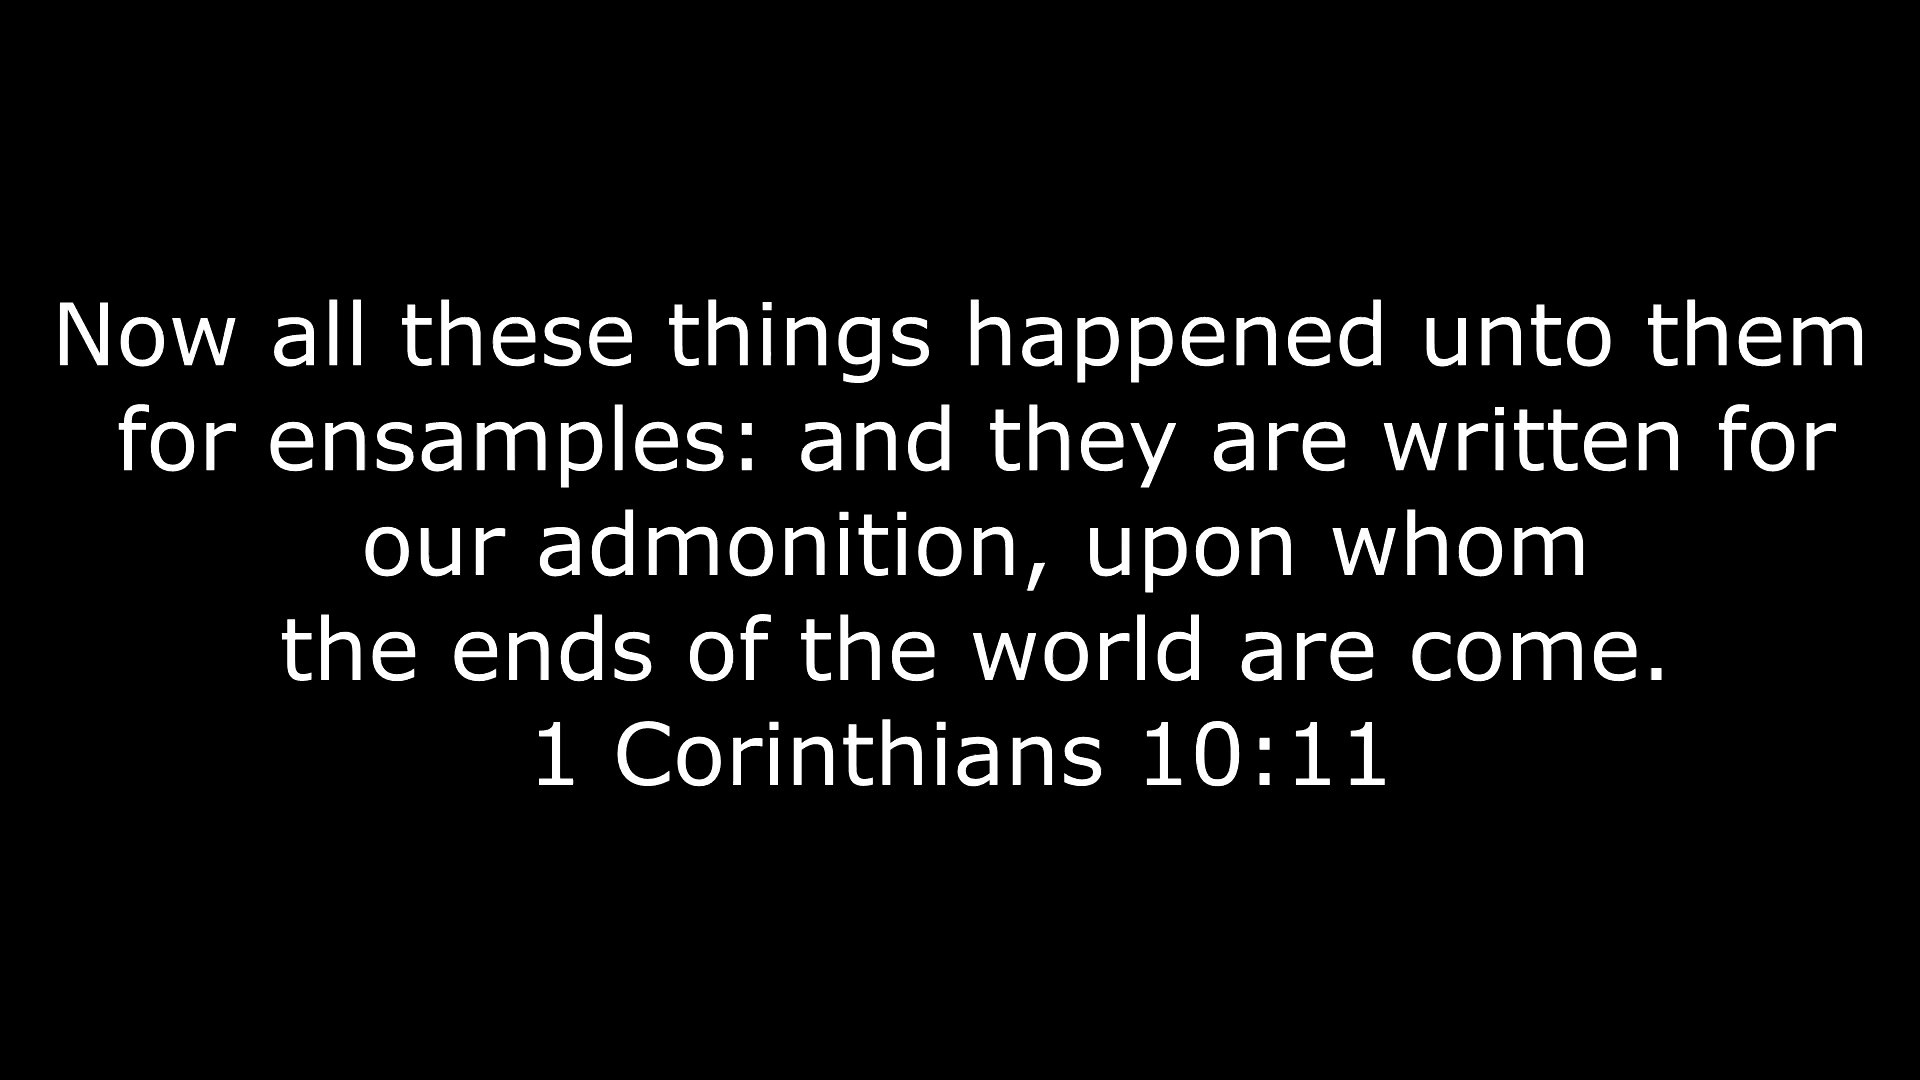 Now all these things happened unto them
for ensamples: and they are written for
our admonition, upon whom
the ends of the world are come.
1 Corinthians 10:11